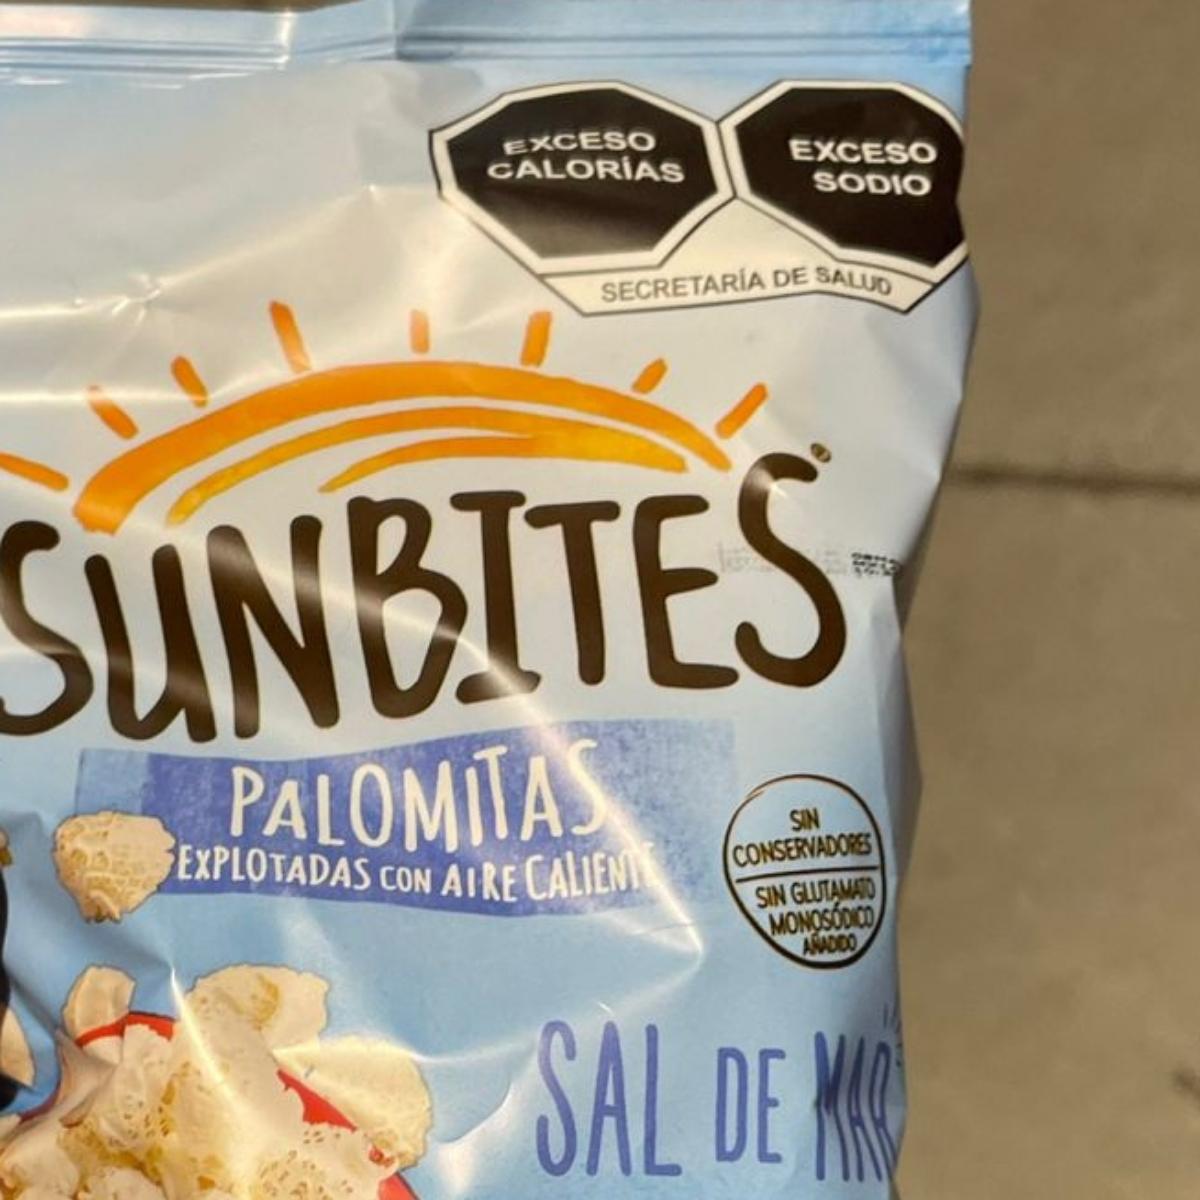 EXCESO
CALORÍAS
EXCESO
SODIO
SECRETARÍA DE SALUD
SUNBITES
PALOMITAS
EXPLOTADAS CON AIRE CALIENTE
SIN
CONSERVADORES
SIN GLUTAMATO
MONOSÓDICO
AÑADIDO
SAL DE MAR